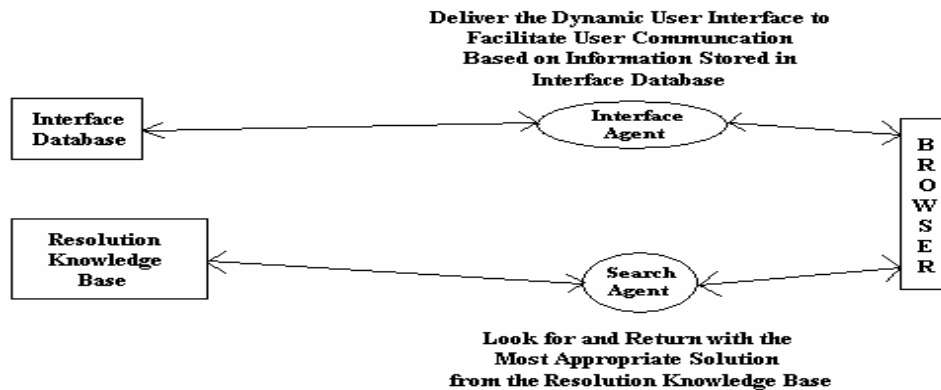 Deliver the Dynamic User Interface to
Facilitate User Communcation
Based on Information Stored in
Interface Database
Interface
Database
Interface
Agent
B
R
O
W
S
E
R
Resolution
Knowledge
Base
Search
Agent
Look for and Return with the
Most Appropriate Solution
from the Resolution Knowledge Base